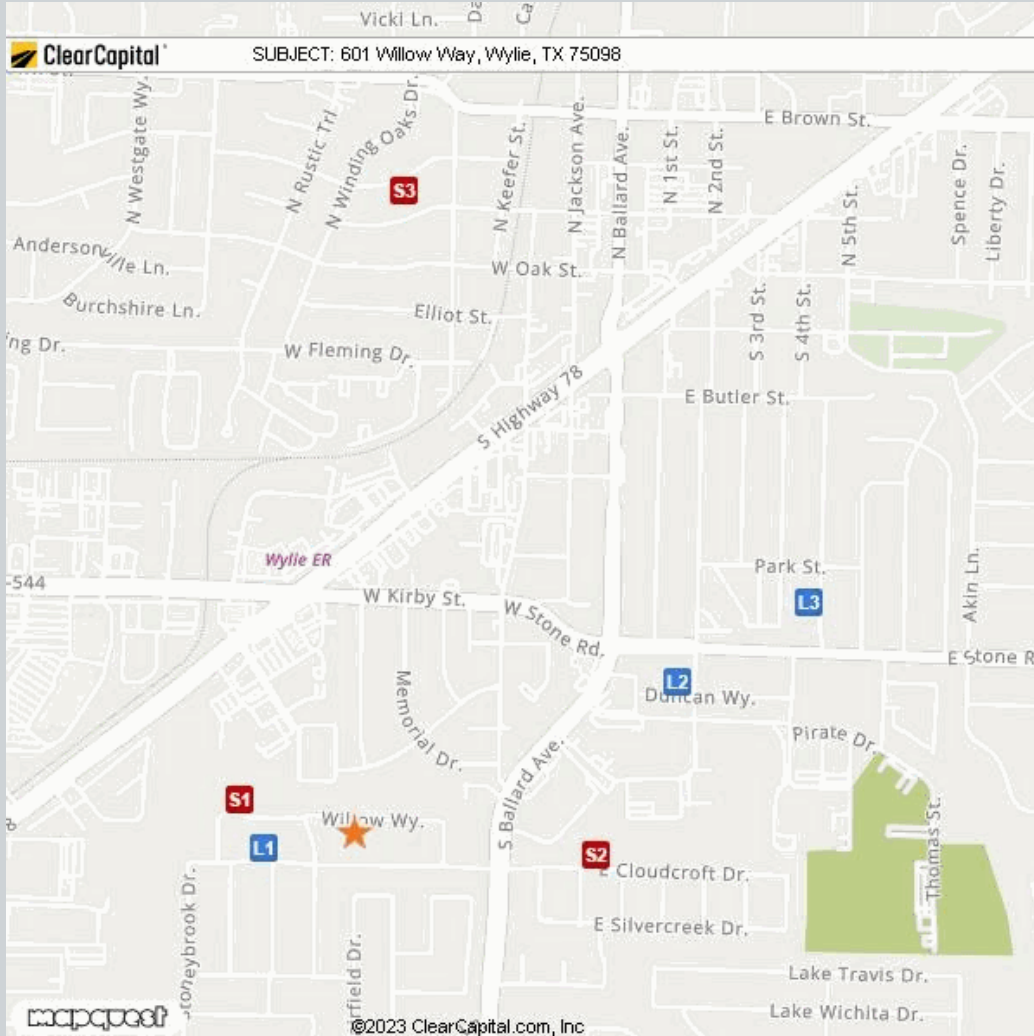 Vicki Ln.
ClearCapital
SUBJECT: 601 Willow Way, Wylie, TX 75098
N Westgate Wy.
N Rustic Trl
N Winding Oaks Dr.
E Brown St.
N Keefer St.
N Jackson Ave.
N Ballard Ave.
N 1st St.
N 2nd St.
Spence Dr.
Liberty Dr.
S3
N 5th St.
Andersonville Ln.
W Oak St.
Burchshire Ln.
Elliot St.
S 3rd St.
S 4th St.
ing Dr.
W Fleming Dr.
S Highway 78
E Butler St.
Wylie ER
Park St.
-544
W Kirby St.
W Stone Rd.
L3
Akin Ln.
E Stone R
Memorial Dr.
L2
Duncan Wy.
Pirate Dr.
S Ballard Ave.
S1
Willow Wy.
L1
S2
E Cloudcroft Dr.
Thomas St.
toneybrook Dr.
E Silvercreek Dr.
rfield Dr.
Lake Travis Dr.
Lake Wichita Dr.
mapquest
©2023 ClearCapital.com, Inc